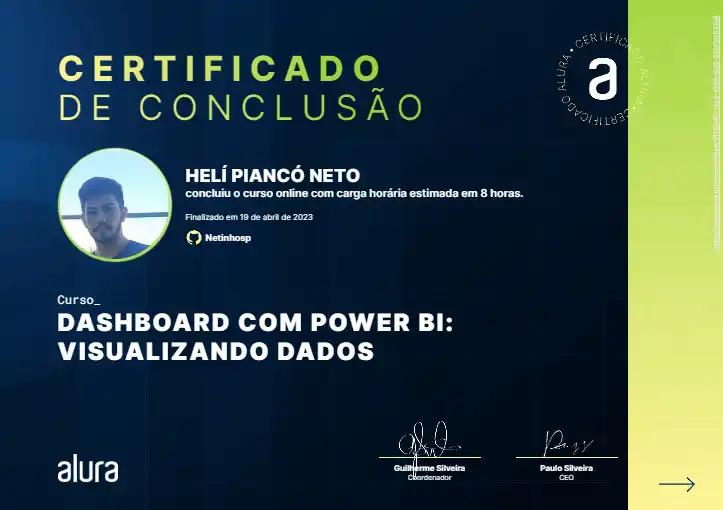 CERTIFICADO
DE CONCLUSÃO
CERTIFICADO ALURA • CERTIFICADO ALURA •
a
HELÍ PIANCÓ NETO
concluiu o curso online com carga horária estimada em 8 horas.
Finalizado em 19 de abril de 2023
Netinhosp
Curso_
DASHBOARD COM POWER BI:
VISUALIZANDO DADOS
alura
Guilherme Silveira
Coordenador
Paulo Silveira
CEO